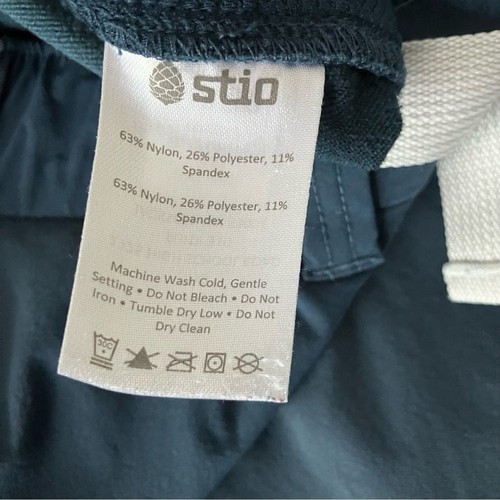 stio
63% Nylon, 26% Polyester, 11%
Spandex
63% Nylon, 26% Polyester, 11%
Spandex
Machine Wash Cold, Gentle
Setting • Do Not Bleach • Do Not
Iron • Tumble Dry Low • Do Not
Dry Clean
30C